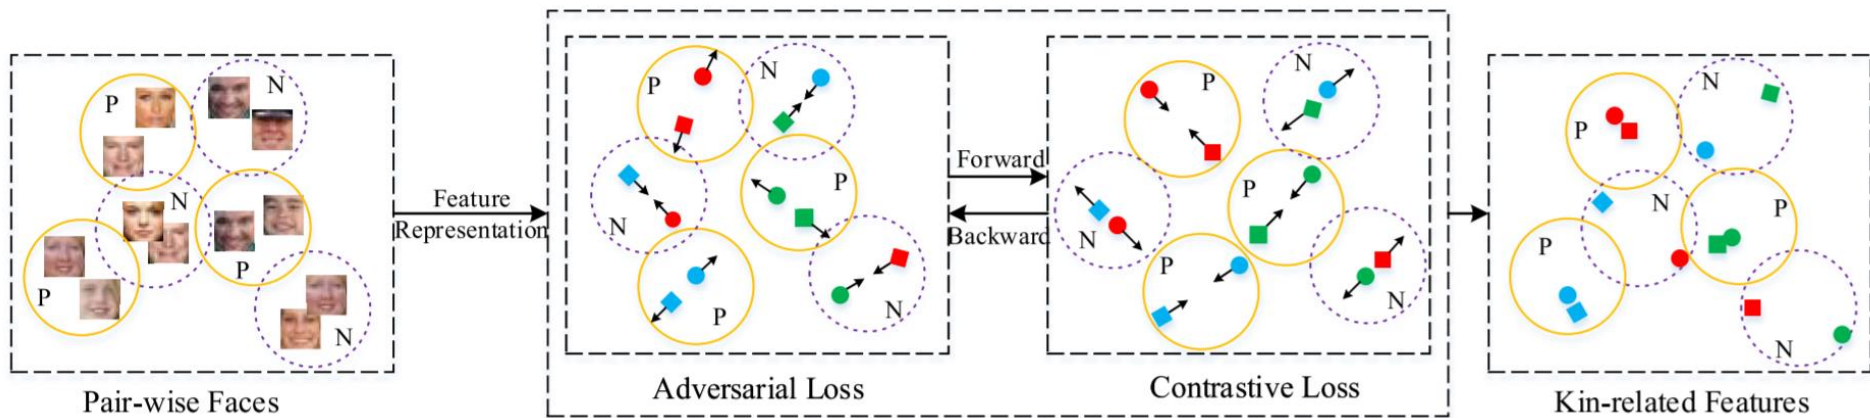 P
N
N
P
P
N
Pair-wise Faces
Feature
Representation
P
N
N
P
P
N
Adversarial Loss
Forward
Backward
P
N
N
P
P
N
Contrastive Loss
P
N
N
P
P
N
Kin-related Features